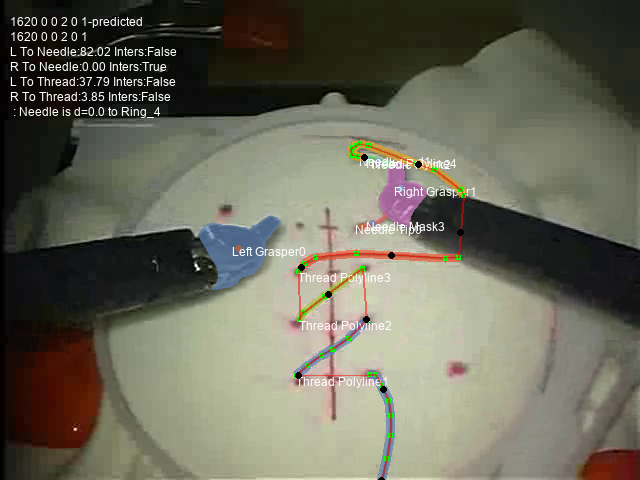 1620 0 0 2 0 1-predicted
1620 0 0 2 0 1
L To Needle:82.02 Inters:False
R To Needle:0.00 Inters:True
L To Thread:37.79 Inters:False
R To Thread:3.85 Inters:False
: Needle is d=0.0 to Ring_4
Right Grasper1
Needle Mask3
Left Grasper0
Thread Polyline3
Thread Polyline2
Thread Polyline1